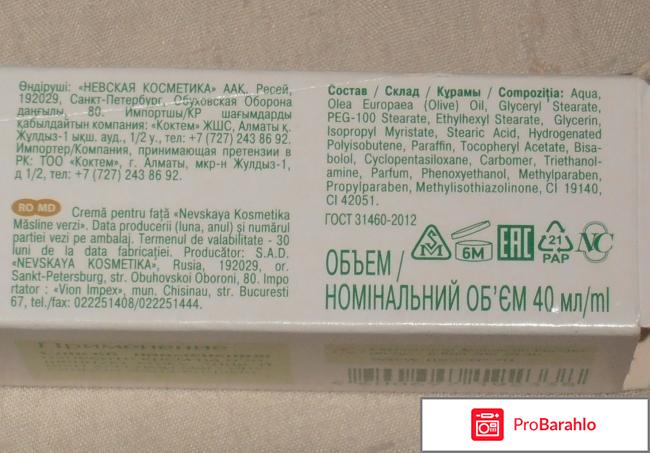 Өндіруші: «НЕВСКАЯ КОСМЕТИКА» ААҚ. Ресей,
192029, Санкт-Петербург, Обуховская Оборона
даңғылы, 80. Импортшы/ҚР шағымдарды
қабылдайтын компания: «Коктем» ЖШС, Алматы қ.
Жұлдыз-1 ықш. ауд., 1/2 у., тел: +7 (727) 243 86 92.
Импортер/Компания, принимающая претензии в
РК: ТОО «Коктем», г. Алматы, мкр-н Жулдыз-1,
д 1/2, тел: +7 (727) 243 86 92.
RO MD Cremă pentru faţă «Nevskaya Kosmetika
Măsline verzi». Data producerii (luna, anul) şi numărul
partiei vezi pe ambalaj. Termenul de valabilitate - 30
luni de la data fabricaţiei. Producător: S.A.D.
«NEVSKAYA KOSMETIKA», Rusia, 192029, or.
Sankt-Petersburg, str. Obuhovskoi Oboroni, 80. Impo
rtator : «Vion Impex», mun. Chisinau, str. Bucuresti
67, tel./fax: 022251408/022251444.
Состав / Склад / Құрамы / Compoziţia: Aqua,
Olea Europaea (Olive) Oil, Glyceryl Stearate,
PEG-100 Stearate, Ethylhexyl Stearate, Glycerin,
Isopropyl Myristate, Stearic Acid, Hydrogenated
Polyisobutene, Paraffin, Tocopheryl Acetate, Bisa-
bolol, Cyclopentasiloxane, Carbomer, Triethanol-
amine, Parfum, Phenoxyethanol, Methylparaben,
Propylparaben, Methylisothiazolinone, CI 19140,
CI 42051.
ГОСТ 31460-2012
6M EAC 21 PAP NC
ОБЪЕМ /
НОМІНАЛЬНИЙ ОБ'ЄМ 40 мл/ml
Применение
ProBarahlo